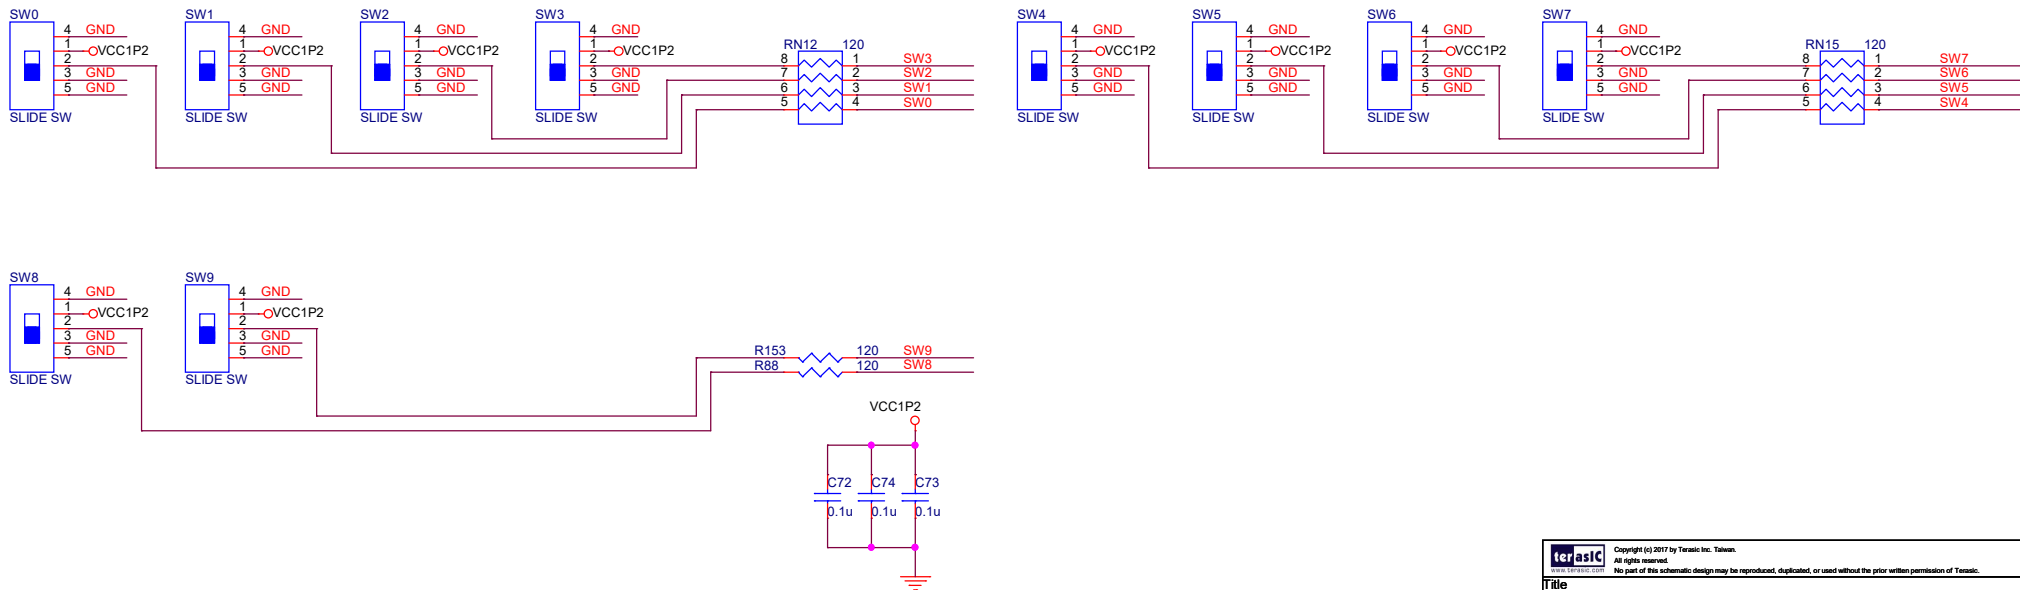 SW0
4 GND
1 VCC1P2
2
3 GND
5 GND
SLIDE SW
SW1
4 GND
1 VCC1P2
2
3 GND
5 GND
SLIDE SW
SW2
4 GND
1 VCC1P2
2
3 GND
5 GND
SLIDE SW
SW3
4 GND
1 VCC1P2
2
3 GND
5 GND
SLIDE SW
RN12 120
8 1 SW3
7 2 SW2
6 3 SW1
5 4 SW0
SW4
4 GND
1 VCC1P2
2
3 GND
5 GND
SLIDE SW
SW5
4 GND
1 VCC1P2
2
3 GND
5 GND
SLIDE SW
SW6
4 GND
1 VCC1P2
2
3 GND
5 GND
SLIDE SW
SW7
4 GND
1 VCC1P2
2
3 GND
5 GND
SLIDE SW
RN15 120
8 1 SW7
7 2 SW6
6 3 SW5
5 4 SW4
SW8
4 GND
1 VCC1P2
2
3 GND
5 GND
SLIDE SW
SW9
4 GND
1 VCC1P2
2
3 GND
5 GND
SLIDE SW
R153 120 SW9
R88 120 SW8
VCC1P2
C72 C74 C73
0.1u 0.1u 0.1u
terasIC
www.terasic.com
Copyright (c) 2017 by Terasic Inc. Taiwan.
All rights reserved.
No part of this schematic design may be reproduced, duplicated, or used without the prior written permission of Terasic.
Title